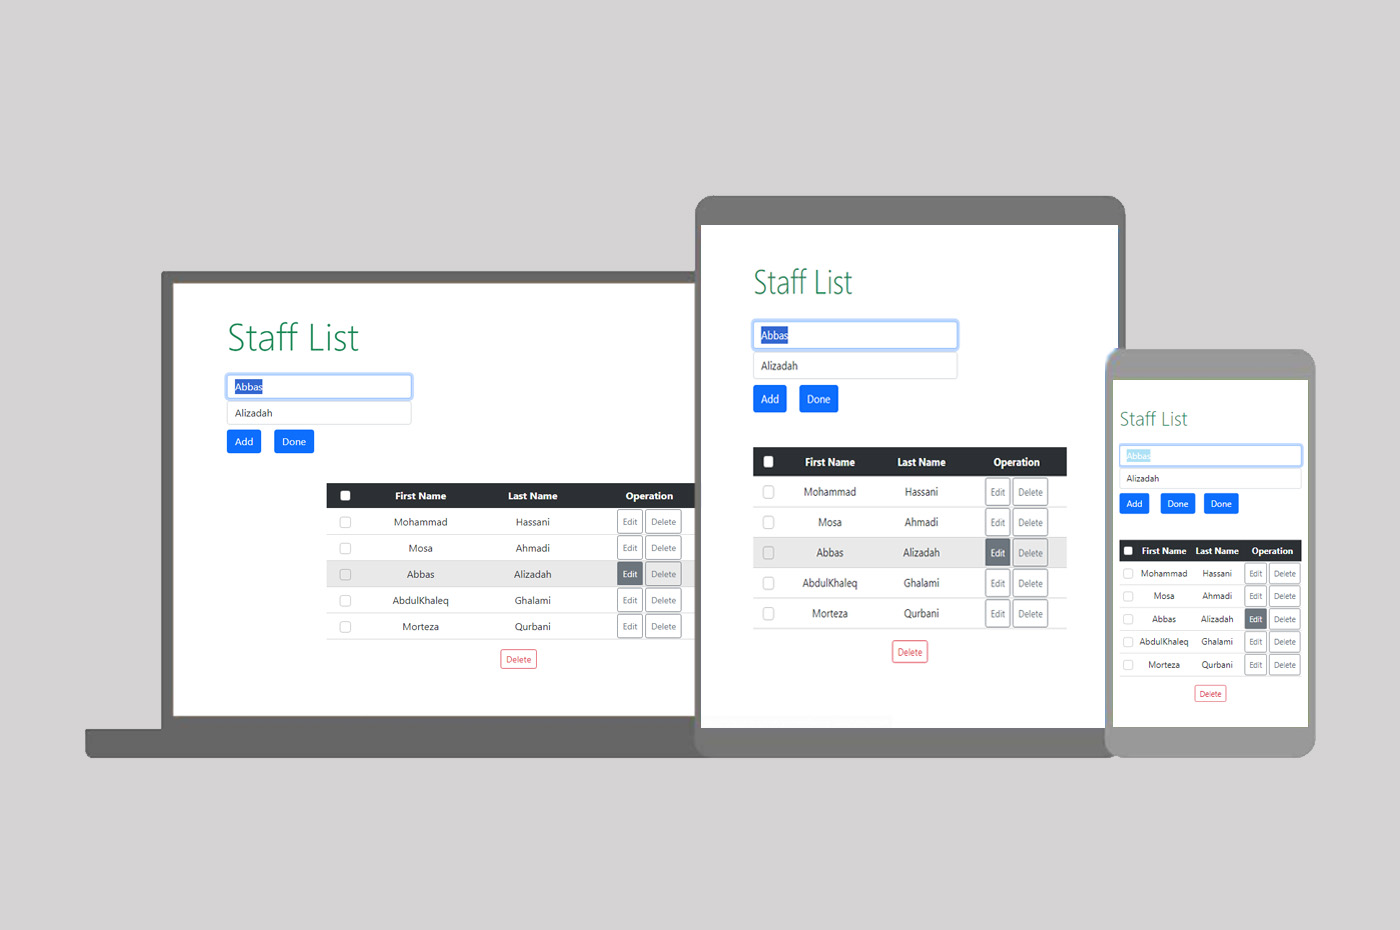 Staff List
Abbas
Alizadah
Add Done
First Name Last Name Operation
Mohammad Hassani Edit Delete
Mosa Ahmadi Edit Delete
Abbas Alizadah Edit Delete
AbdulKhaleq Ghalami Edit Delete
Morteza Qurbani Edit Delete
Delete
Staff List
Abbas
Alizadah
Add Done
First Name Last Name Operation
Mohammad Hassani Edit Delete
Mosa Ahmadi Edit Delete
Abbas Alizadah Edit Delete
AbdulKhaleq Ghalami Edit Delete
Morteza Qurbani Edit Delete
Delete
Staff List
Abbas
Alizadah
Add Done Done
First Name Last Name Operation
Mohammad Hassani Edit Delete
Mosa Ahmadi Edit Delete
Abbas Alizadah Edit Delete
AbdulKhaleq Ghalami Edit Delete
Morteza Qurbani Edit Delete
Delete